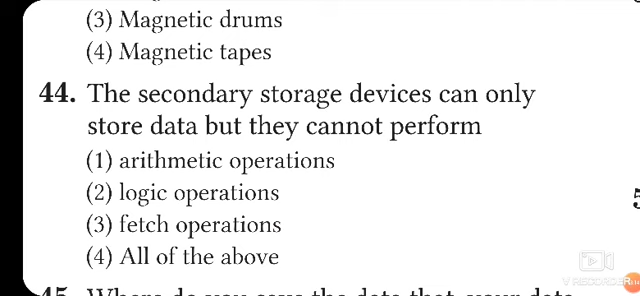 (3) Magnetic drums
(4) Magnetic tapes
44. The secondary storage devices can only
store data but they cannot perform
(1) arithmetic operations
(2) logic operations
(3) fetch operations
(4) All of the above